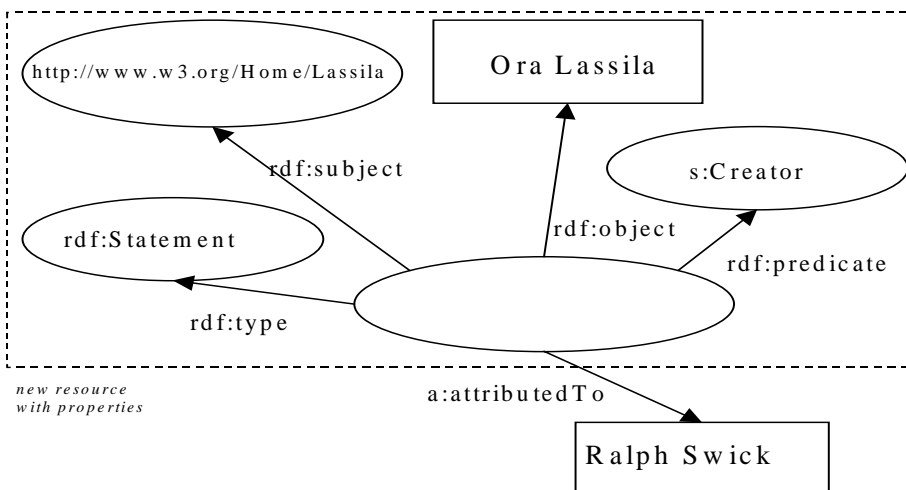 http://www.w3.org/Home/Lassila
Ora Lassila
rdf:subject
s:Creator
rdf:Statement
rdf:object
rdf:predicate
rdf:type
new resource
with properties
a:attributedTo
Ralph Swick